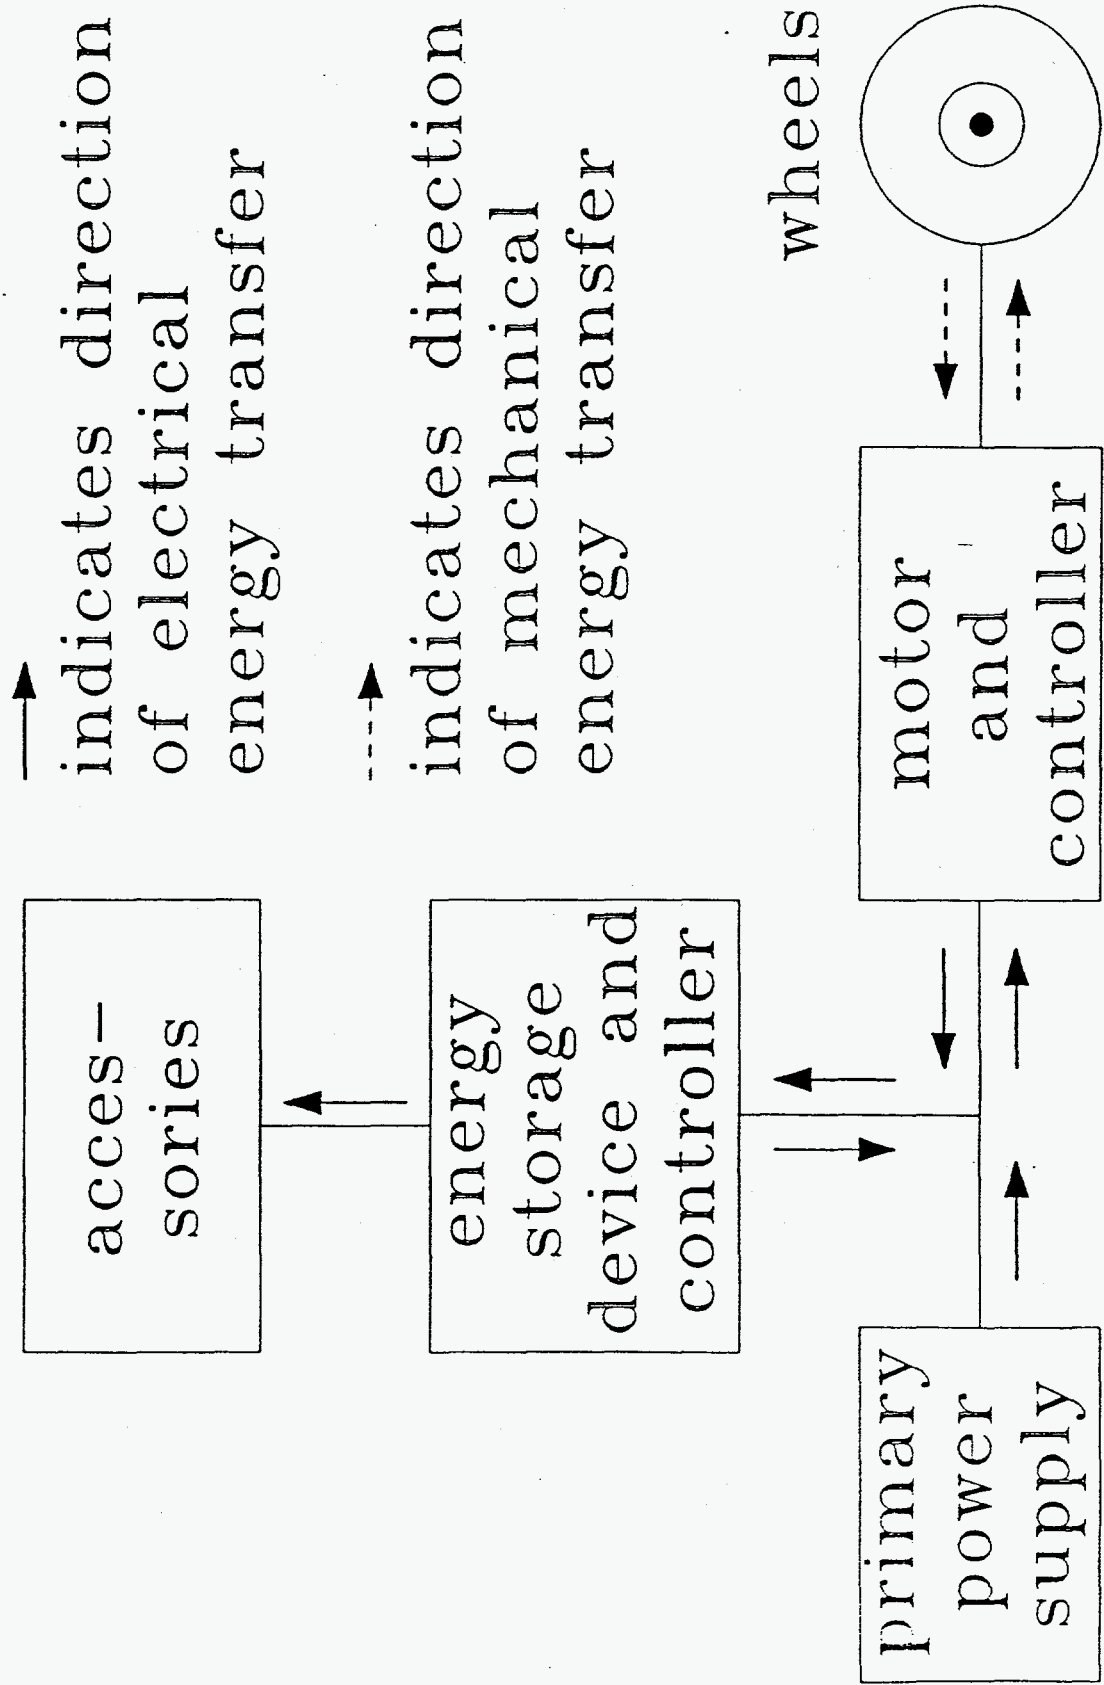 acces-
sories
indicates direction
of electrical
energy transfer
indicates direction
of mechanical
energy transfer
energy
storage
device and
controller
wheels
primary
power
supply
motor
and
controller